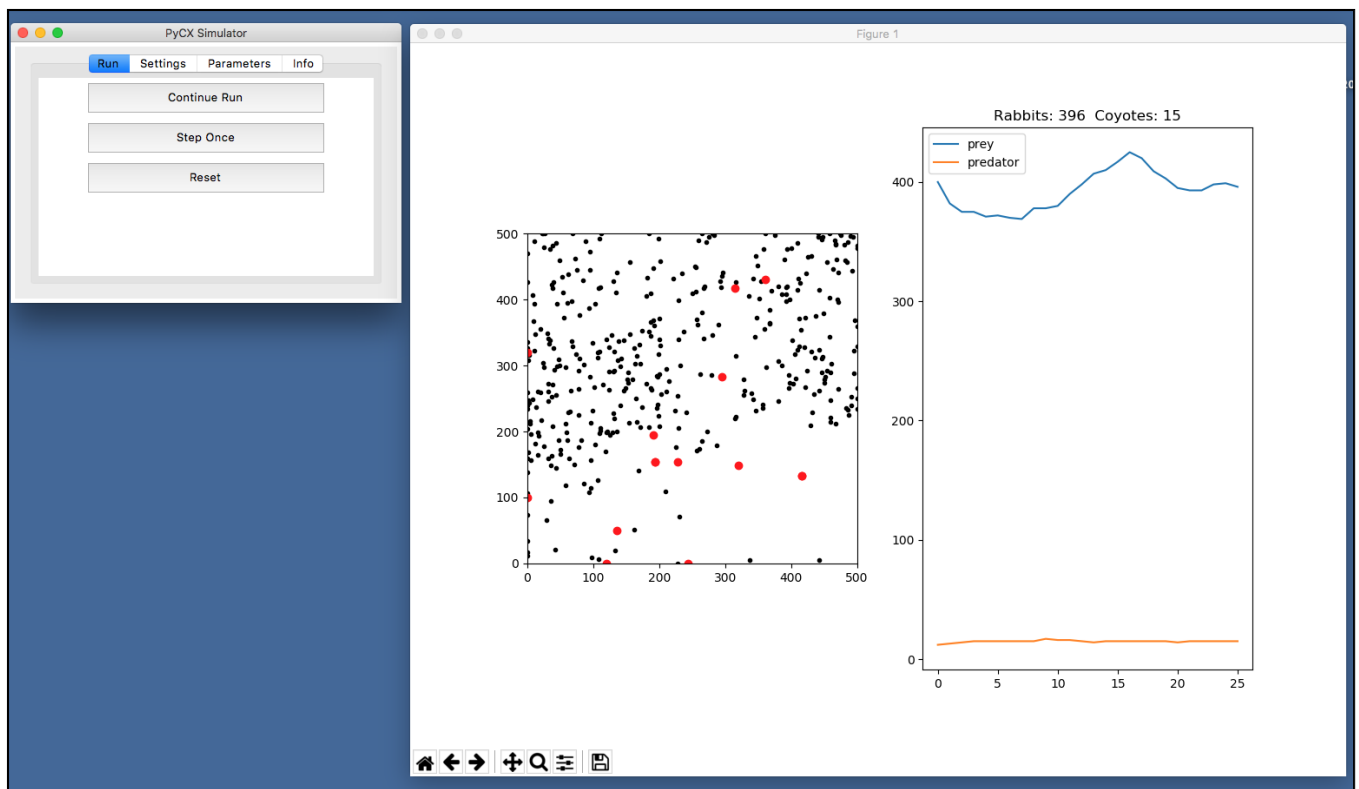 PyCX Simulator
Run Settings Parameters Info
Continue Run
Step Once
Reset
Figure 1
500
400
300
200
100
0
0 100 200 300 400 500
Rabbits: 396 Coyotes: 15
prey
predator
400
300
200
100
0
0 5 10 15 20 25